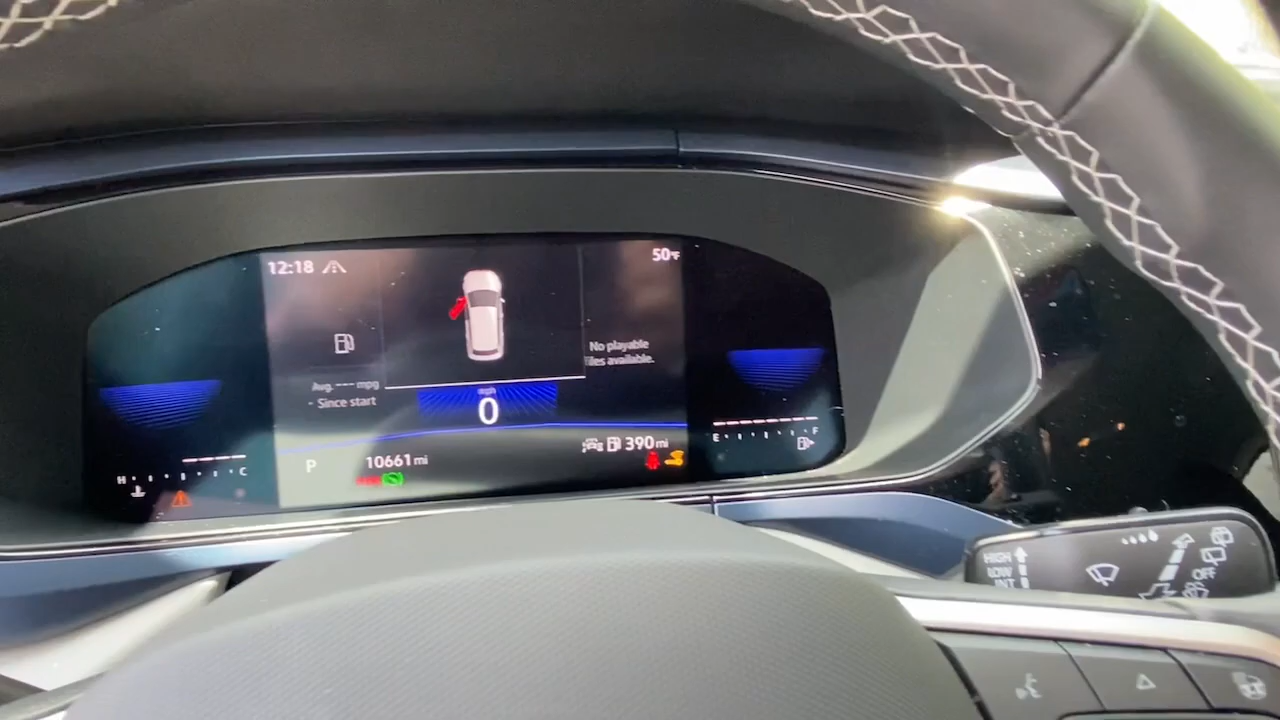 12:18
50°F
No playable
files available.
Avg. --- mpg
- Since start
mph
0
390 mi
E F
P
10661 mi
H C
HIGH
LOW
INT
OFF